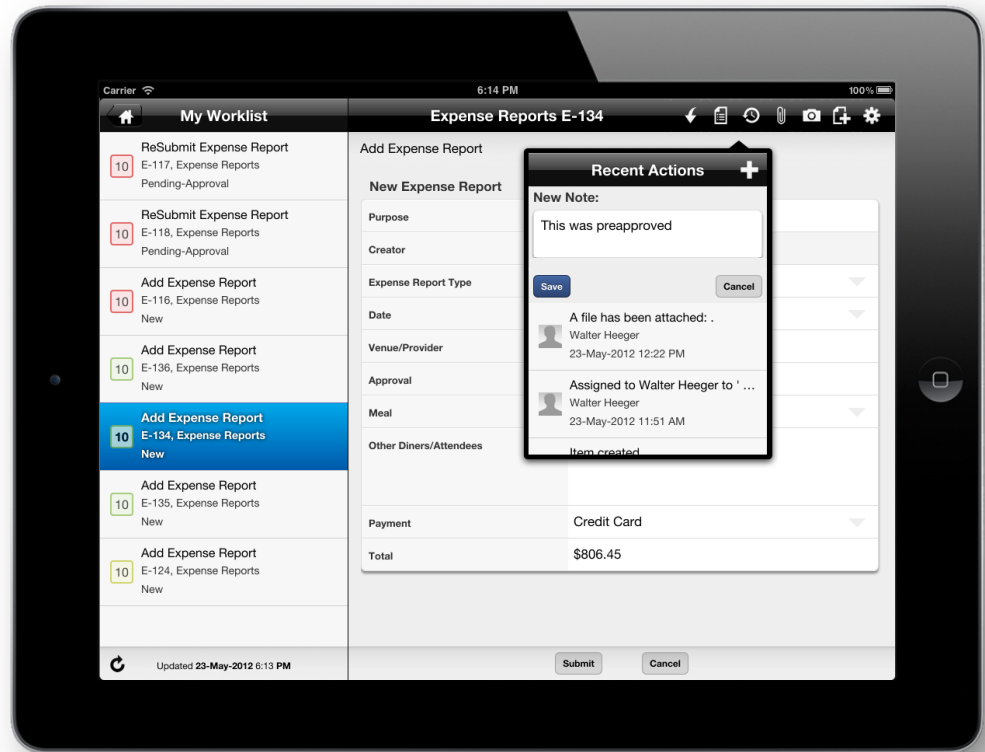 Carrier
6:14 PM
100%
My Worklist
Expense Reports E-134
ReSubmit Expense Report
10
E-117, Expense Reports
Pending-Approval
ReSubmit Expense Report
10
E-118, Expense Reports
Pending-Approval
Add Expense Report
10
E-116, Expense Reports
New
Add Expense Report
10
E-136, Expense Reports
New
Add Expense Report
10
E-134, Expense Reports
New
Add Expense Report
10
E-135, Expense Reports
New
Add Expense Report
10
E-124, Expense Reports
New
Updated 23-May-2012 6:13 PM
Add Expense Report
New Expense Report
Purpose
Creator
Expense Report Type
Date
Venue/Provider
Approval
Meal
Other Diners/Attendees
Payment
Credit Card
Total
$806.45
Submit
Cancel
Recent Actions
New Note:
This was preapproved
Save
Cancel
A file has been attached: .
Walter Heeger
23-May-2012 12:22 PM
Assigned to Walter Heeger to ' ...
Walter Heeger
23-May-2012 11:51 AM
Item created